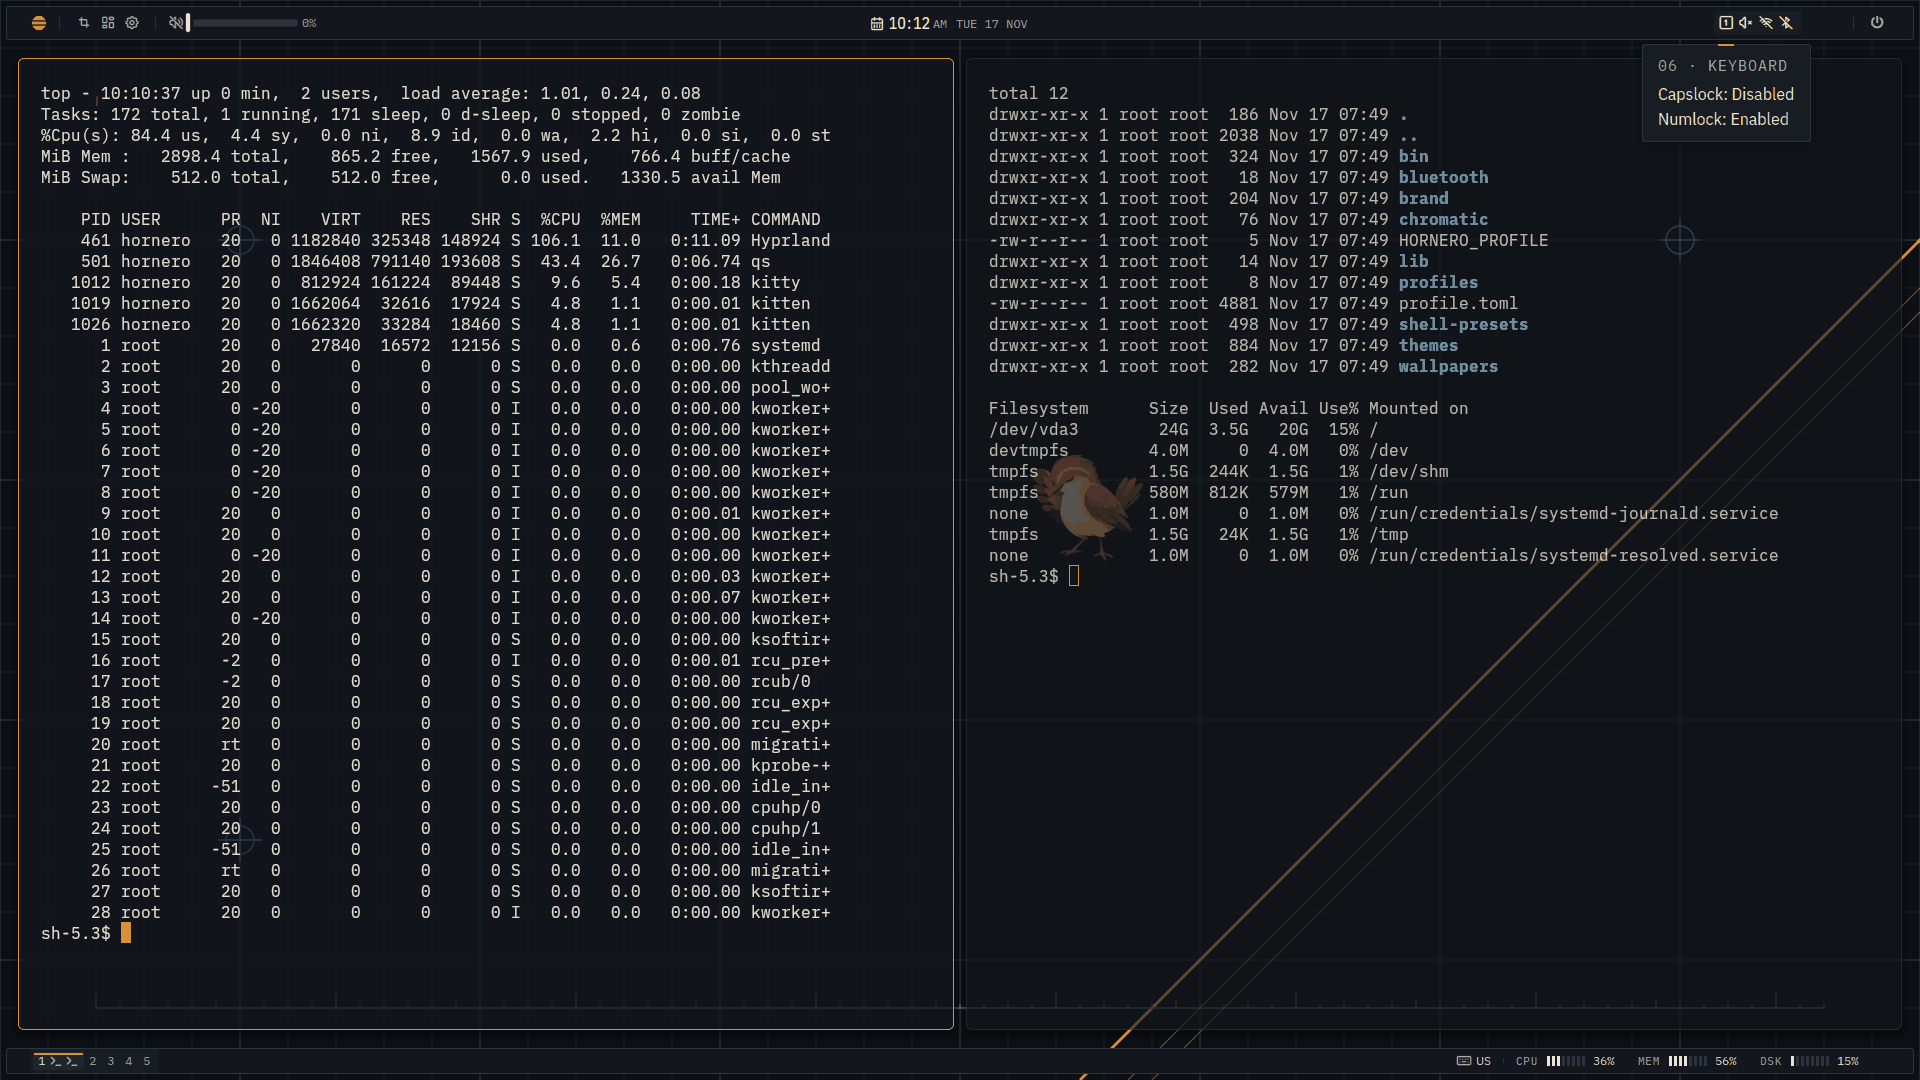 0%
10:12 AM TUE 17 NOV
1
06 · KEYBOARD
Capslock: Disabled
Numlock: Enabled
top - 10:10:37 up 0 min,  2 users,  load average: 1.01, 0.24, 0.08
Tasks: 172 total, 1 running, 171 sleep, 0 d-sleep, 0 stopped, 0 zombie
%Cpu(s): 84.4 us,  4.4 sy,  0.0 ni,  8.9 id,  0.0 wa,  2.2 hi,  0.0 si,  0.0 st
MiB Mem :   2898.4 total,    865.2 free,   1567.9 used,    766.4 buff/cache
MiB Swap:    512.0 total,    512.0 free,      0.0 used.   1330.5 avail Mem
PID USER PR NI VIRT RES SHR S %CPU %MEM TIME+ COMMAND
461 hornero 20 0 1182840 325348 148924 S 106.1 11.0 0:11.09 Hyprland
501 hornero 20 0 1846408 791140 193608 S 43.4 26.7 0:06.74 qs
1012 hornero 20 0 812924 161224 89448 S 9.6 5.4 0:00.18 kitty
1019 hornero 20 0 1662064 32616 17924 S 4.8 1.1 0:00.01 kitten
1026 hornero 20 0 1662320 33284 18460 S 4.8 1.1 0:00.01 kitten
1 root 20 0 27840 16572 12156 S 0.0 0.6 0:00.76 systemd
2 root 20 0 0 0 0 S 0.0 0.0 0:00.00 kthreadd
3 root 20 0 0 0 0 S 0.0 0.0 0:00.00 pool_wo+
4 root 0 -20 0 0 0 I 0.0 0.0 0:00.00 kworker+
5 root 0 -20 0 0 0 I 0.0 0.0 0:00.00 kworker+
6 root 0 -20 0 0 0 I 0.0 0.0 0:00.00 kworker+
7 root 0 -20 0 0 0 I 0.0 0.0 0:00.00 kworker+
8 root 0 -20 0 0 0 I 0.0 0.0 0:00.00 kworker+
9 root 20 0 0 0 0 I 0.0 0.0 0:00.01 kworker+
10 root 20 0 0 0 0 I 0.0 0.0 0:00.00 kworker+
11 root 0 -20 0 0 0 I 0.0 0.0 0:00.00 kworker+
12 root 20 0 0 0 0 I 0.0 0.0 0:00.03 kworker+
13 root 20 0 0 0 0 I 0.0 0.0 0:00.07 kworker+
14 root 0 -20 0 0 0 I 0.0 0.0 0:00.00 kworker+
15 root 20 0 0 0 0 S 0.0 0.0 0:00.00 ksoftir+
16 root -2 0 0 0 0 I 0.0 0.0 0:00.01 rcu_pre+
17 root -2 0 0 0 0 S 0.0 0.0 0:00.00 rcub/0
18 root 20 0 0 0 0 S 0.0 0.0 0:00.00 rcu_exp+
19 root 20 0 0 0 0 S 0.0 0.0 0:00.00 rcu_exp+
20 root rt 0 0 0 0 S 0.0 0.0 0:00.00 migrati+
21 root 20 0 0 0 0 S 0.0 0.0 0:00.00 kprobe-+
22 root -51 0 0 0 0 S 0.0 0.0 0:00.00 idle_in+
23 root 20 0 0 0 0 S 0.0 0.0 0:00.00 cpuhp/0
24 root 20 0 0 0 0 S 0.0 0.0 0:00.00 cpuhp/1
25 root -51 0 0 0 0 S 0.0 0.0 0:00.00 idle_in+
26 root rt 0 0 0 0 S 0.0 0.0 0:00.00 migrati+
27 root 20 0 0 0 0 S 0.0 0.0 0:00.00 ksoftir+
28 root 20 0 0 0 0 I 0.0 0.0 0:00.00 kworker+
sh-5.3$
total 12
drwxr-xr-x 1 root root  186 Nov 17 07:49 .
drwxr-xr-x 1 root root 2038 Nov 17 07:49 ..
drwxr-xr-x 1 root root  324 Nov 17 07:49 bin
drwxr-xr-x 1 root root   18 Nov 17 07:49 bluetooth
drwxr-xr-x 1 root root  204 Nov 17 07:49 brand
drwxr-xr-x 1 root root   76 Nov 17 07:49 chromatic
-rw-r--r-- 1 root root    5 Nov 17 07:49 HORNERO_PROFILE
drwxr-xr-x 1 root root   14 Nov 17 07:49 lib
drwxr-xr-x 1 root root    8 Nov 17 07:49 profiles
-rw-r--r-- 1 root root 4881 Nov 17 07:49 profile.toml
drwxr-xr-x 1 root root  498 Nov 17 07:49 shell-presets
drwxr-xr-x 1 root root  884 Nov 17 07:49 themes
drwxr-xr-x 1 root root  282 Nov 17 07:49 wallpapers
Filesystem      Size  Used Avail Use% Mounted on
/dev/vda3        24G  3.5G   20G  15% /
devtmpfs        4.0M     0  4.0M   0% /dev
tmpfs           1.5G  244K  1.5G   1% /dev/shm
tmpfs           580M  812K  579M   1% /run
none            1.0M     0  1.0M   0% /run/credentials/systemd-journald.service
tmpfs           1.5G   24K  1.5G   1% /tmp
none            1.0M     0  1.0M   0% /run/credentials/systemd-resolved.service
sh-5.3$
1 >_ >_ 2 3 4 5
US CPU 36% MEM 56% DSK 15%